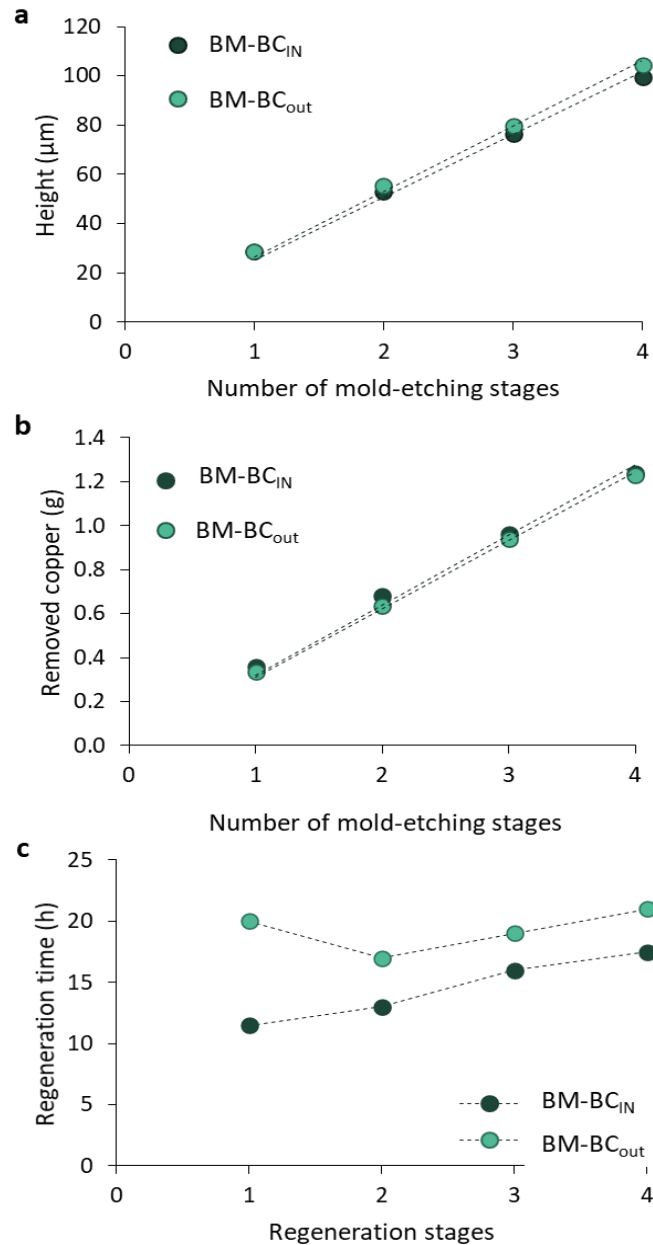 a
120
100
80
60
40
20
0
Height (µm)
BM-BCIN
BM-BCout
0 1 2 3 4
Number of mold-etching stages
b
1.4
1.2
1.0
0.8
0.6
0.4
0.2
0.0
Removed copper (g)
BM-BCIN
BM-BCout
0 1 2 3 4
Number of mold-etching stages
c
25
20
15
10
5
0
Regeneration time (h)
BM-BCIN
BM-BCout
0 1 2 3 4
Regeneration stages